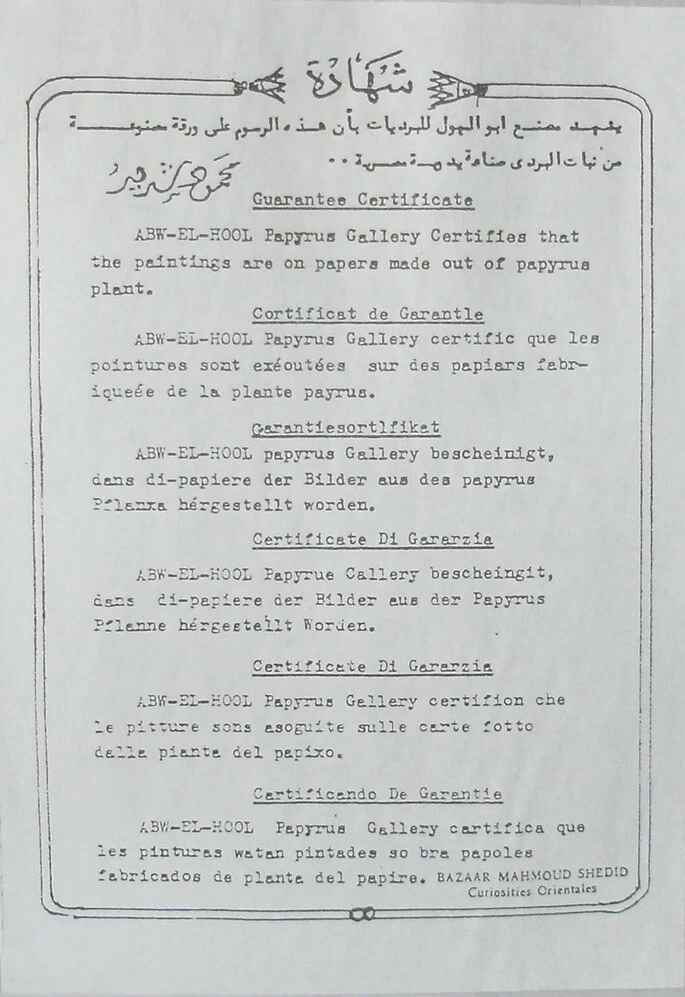 شهادة
يشهد مصنع ابو الهول للبرديات بأن هذه الرسوم على ورقة مصنوعة
من نبات البردى صناعة يدوية مصرية ..
Guarantee Certificate
ABW-EL-HOOL Papyrus Gallery Certifies that
the paintings are on papers made out of papyrus
plant.
Cortificat de Garantle
ABW-EL-HOOL Papyrus Gallery certific que les
pointures sont exéoutées sur des papiars fabr-
iqueée de la plante payrus.
Garantiesortlfikat
ABW-EL-HOOL papyrus Gallery bescheinigt,
dans di-papiere der Bilder aus des papyrus
Pflanxa hérgestellt worden.
Certificate Di Gararzia
ABW-EL-HOOL Papyrue Callery bescheingit,
dans di-papiere der Bilder aus der Papyrus
Pflanne hérgestellt Worden.
Certificate Di Gararzia
ABW-EL-HOOL Papyrus Gallery certifion che
le pitture sons asoguite sulle carte fotto
dalla pianta del papixo.
Certificando De Garantie
ABW-EL-HOOL Papyrus Gallery cartifica que
les pinturas watan pintades so bra papoles
fabricados de planta del papire. BAZAAR MAHMOUD SHEDID
Curiosities Orientales